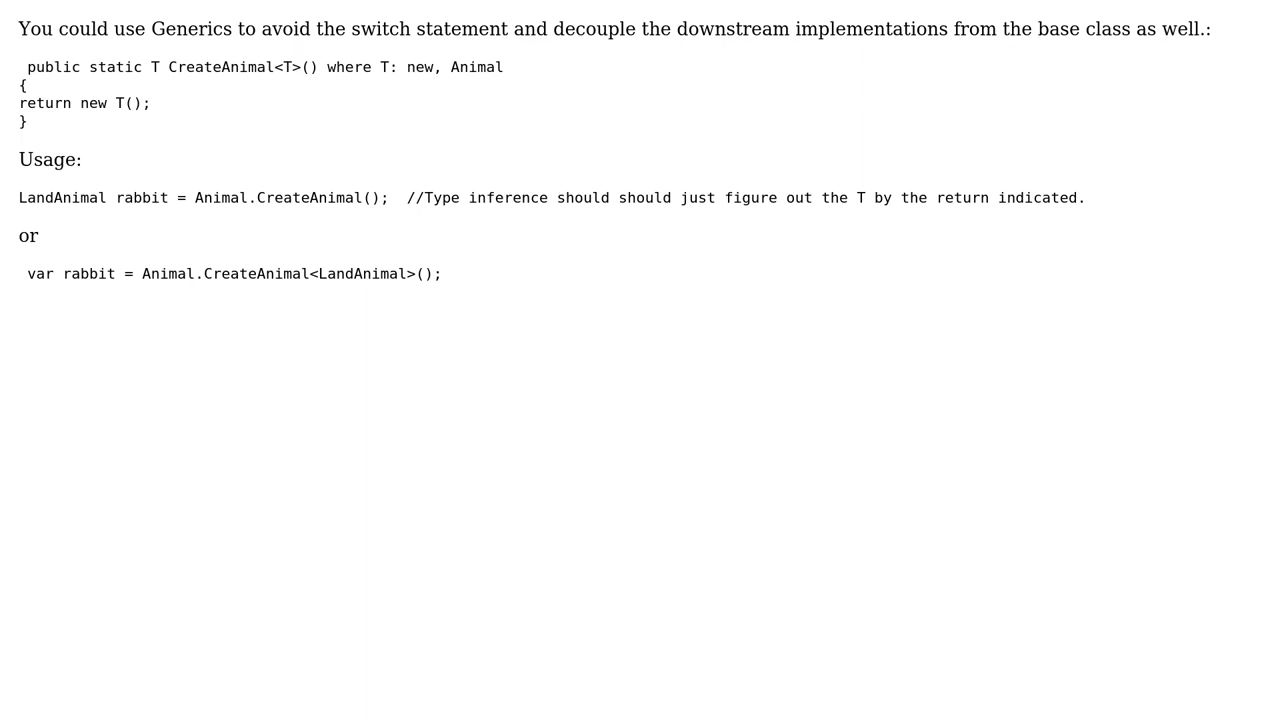 You could use Generics to avoid the switch statement and decouple the downstream implementations from the base class as well.:
public static T CreateAnimal<T>() where T: new, Animal
{
return new T();
}
Usage:
LandAnimal rabbit = Animal.CreateAnimal();  //Type inference should should just figure out the T by the return indicated.
or
var rabbit = Animal.CreateAnimal<LandAnimal>();